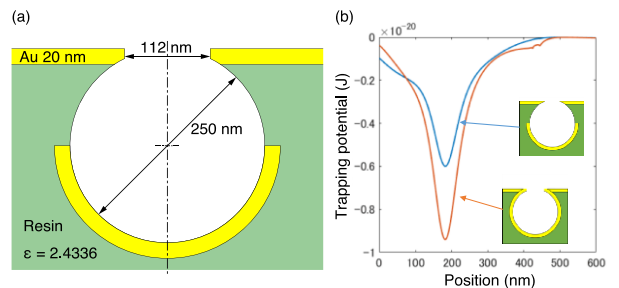 (a)
Au 20 nm
112 nm
250 nm
Resin
ε = 2.4336
(b)
×10⁻²⁰
0
−0.2
−0.4
−0.6
−0.8
−1
Trapping potential (J)
0 100 200 300 400 500 600
Position (nm)